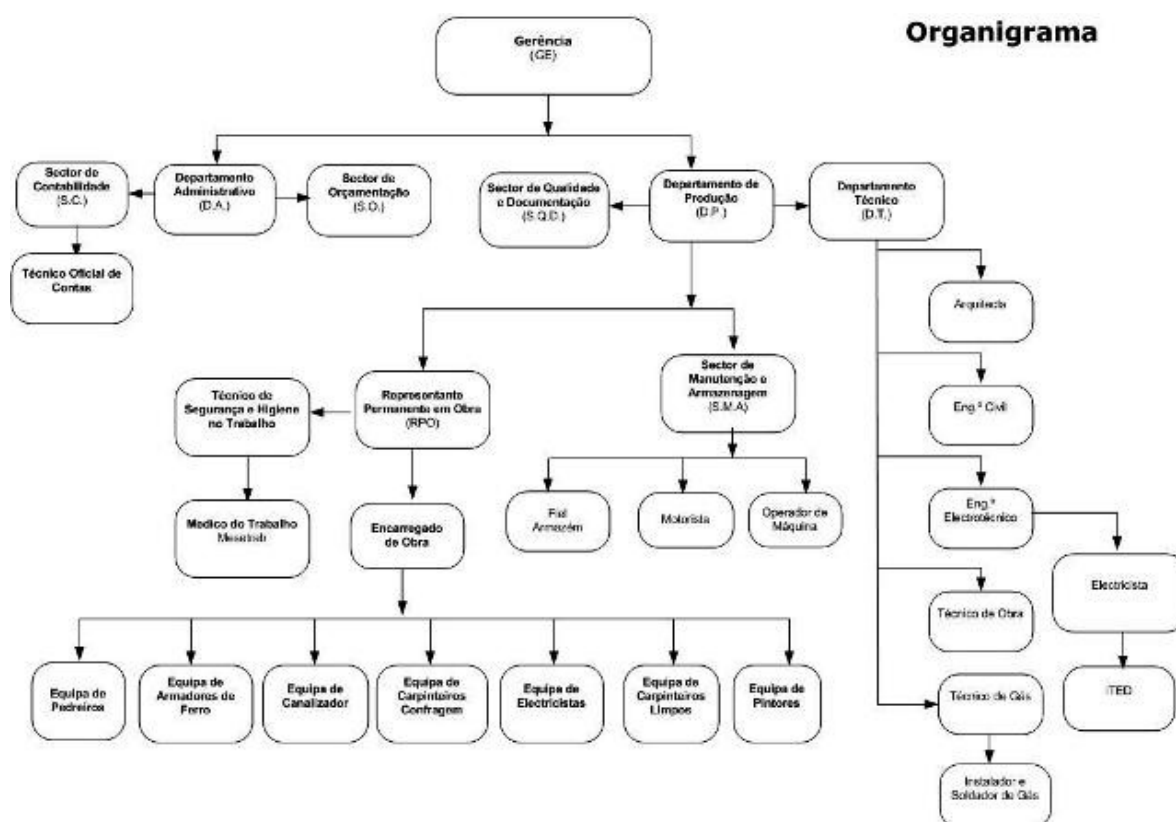 Organigrama
Gerência
(GE)
Sector de
Contabilidade
(S.C.)
Departamento
Administrativo
(D.A.)
Sector de
Orçamentação
(S.O.)
Sector de Qualidade
e Documentação
(S.Q.D.)
Departamento de
Produção
(D.P.)
Departamento
Técnico
(D.T.)
Técnico Oficial de
Contas
Arquitecta
Técnico de
Segurança e Higiene
no Trabalho
Representante
Permanente em Obra
(RPO)
Sector de
Manutenção e
Armazenagem
(S.M.A)
Eng.º Civil
Medico do Trabalho
Encarregado
de Obra
Fiel
Armazém
Motorista
Operador de
Máquina
Eng.º
Electrotécnico
Electricista
Técnico de Obra
Equipa de
Pedreiros
Equipa de
Armadores de
Ferro
Equipa de
Canalizador
Equipa de
Carpinteiros
Confragem
Equipa de
Electricistas
Equipa de
Carpinteiros
Limpos
Equipa de
Pintores
Técnico de Gás
ITED
Instalador e
Soldador de Gás